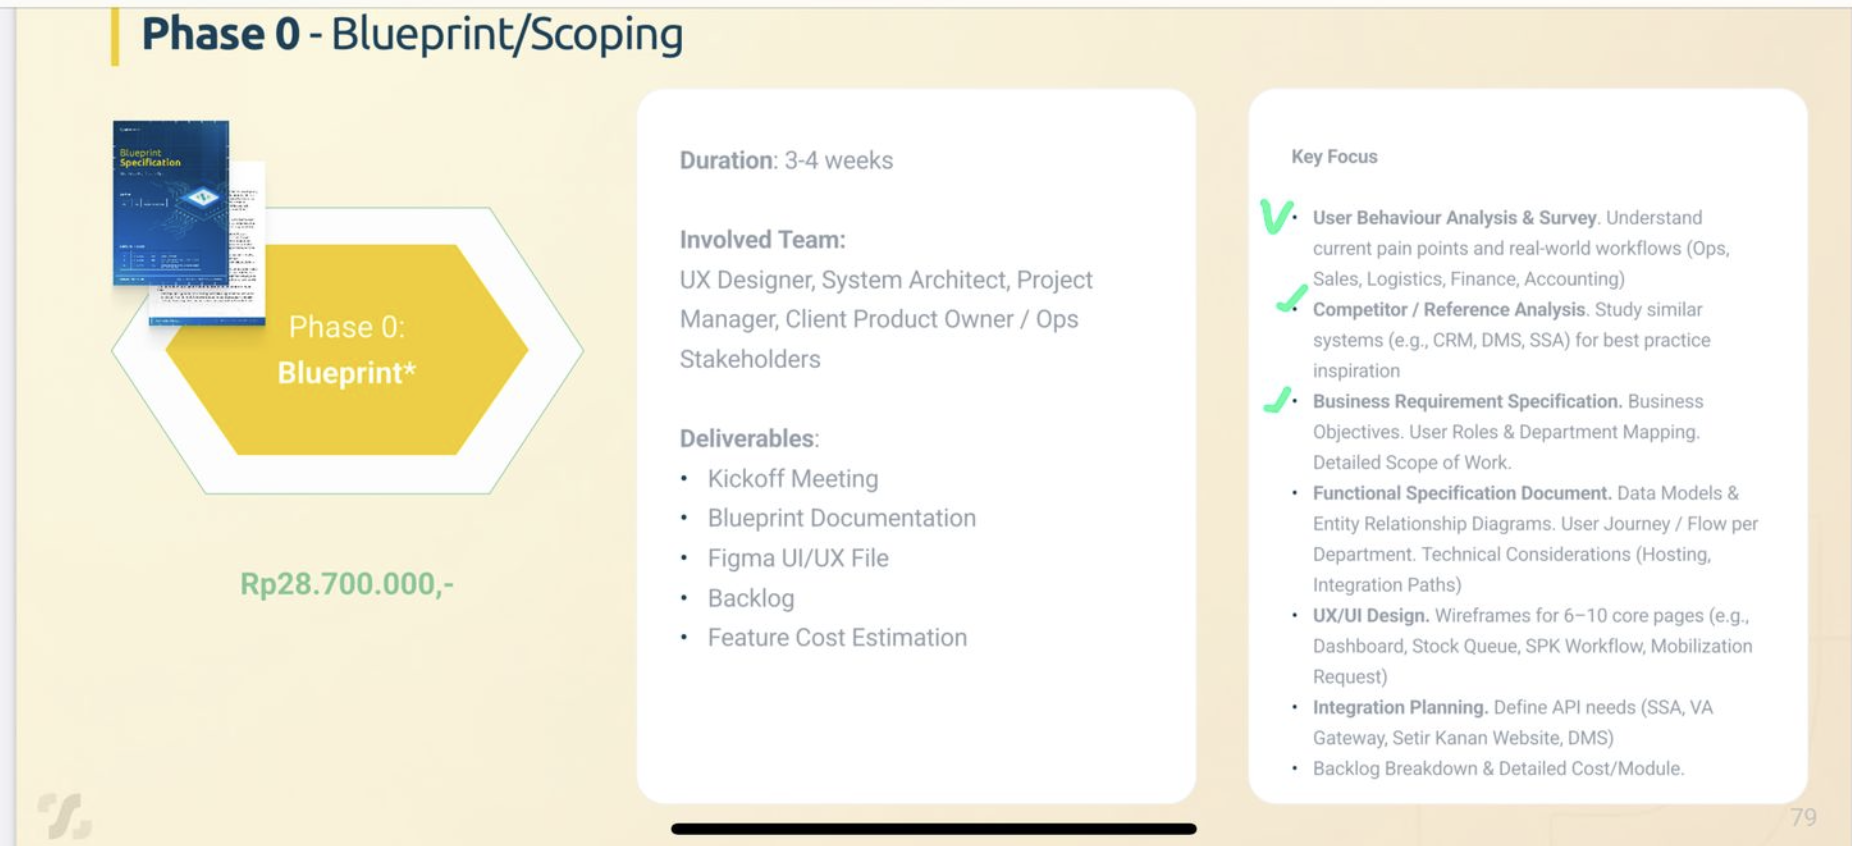 Phase 0 - Blueprint/Scoping
Blueprint
Specification
Phase 0:
Blueprint*
Rp28.700.000,-
Duration: 3-4 weeks
Involved Team:
UX Designer, System Architect, Project
Manager, Client Product Owner / Ops
Stakeholders
Deliverables:
• Kickoff Meeting
• Blueprint Documentation
• Figma UI/UX File
• Backlog
• Feature Cost Estimation
Key Focus
• User Behaviour Analysis & Survey. Understand
current pain points and real-world workflows (Ops,
Sales, Logistics, Finance, Accounting)
• Competitor / Reference Analysis. Study similar
systems (e.g., CRM, DMS, SSA) for best practice
inspiration
• Business Requirement Specification. Business
Objectives. User Roles & Department Mapping.
Detailed Scope of Work.
• Functional Specification Document. Data Models &
Entity Relationship Diagrams. User Journey / Flow per
Department. Technical Considerations (Hosting,
Integration Paths)
• UX/UI Design. Wireframes for 6–10 core pages (e.g.,
Dashboard, Stock Queue, SPK Workflow, Mobilization
Request)
• Integration Planning. Define API needs (SSA, VA
Gateway, Setir Kanan Website, DMS)
• Backlog Breakdown & Detailed Cost/Module.
79